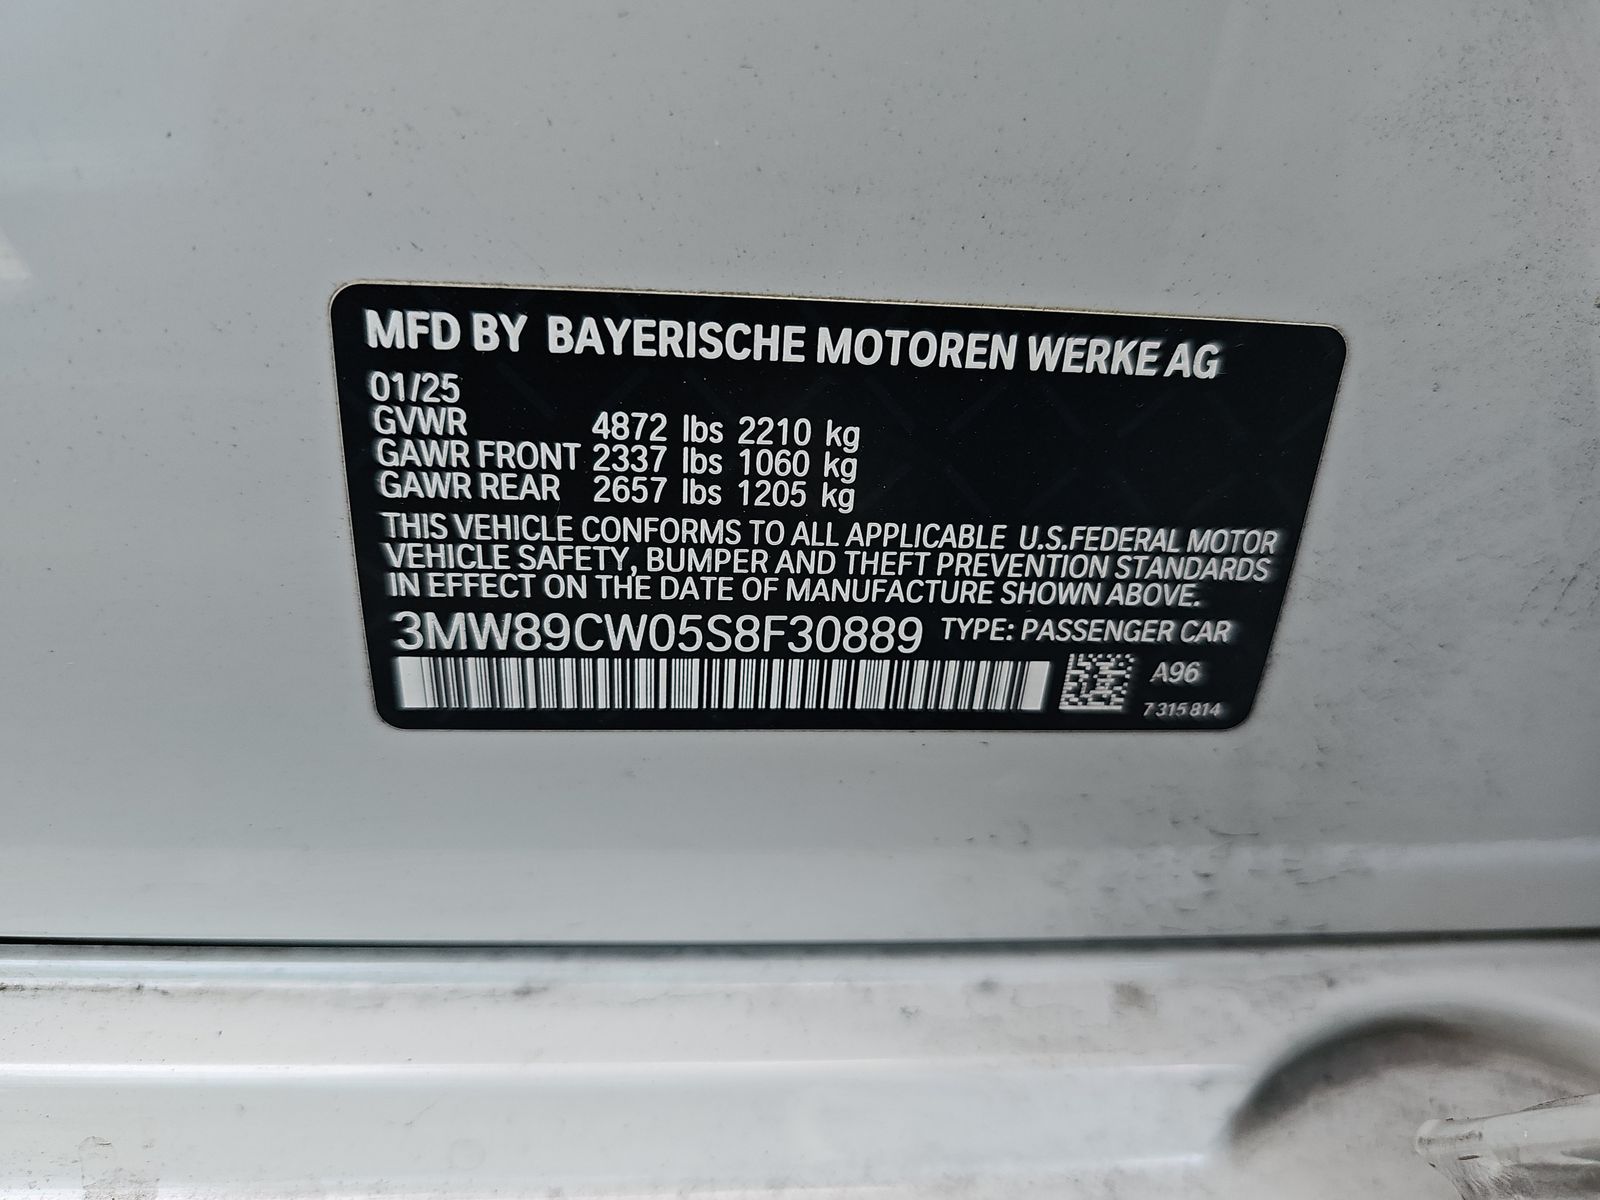 MFD BY BAYERISCHE MOTOREN WERKE AG
01/25
GVWR 4872 lbs 2210 kg
GAWR FRONT 2337 lbs 1060 kg
GAWR REAR 2657 lbs 1205 kg
THIS VEHICLE CONFORMS TO ALL APPLICABLE U.S.FEDERAL MOTOR
VEHICLE SAFETY, BUMPER AND THEFT PREVENTION STANDARDS
IN EFFECT ON THE DATE OF MANUFACTURE SHOWN ABOVE.
3MW89CW05S8F30889 TYPE: PASSENGER CAR
A96
7 315 814